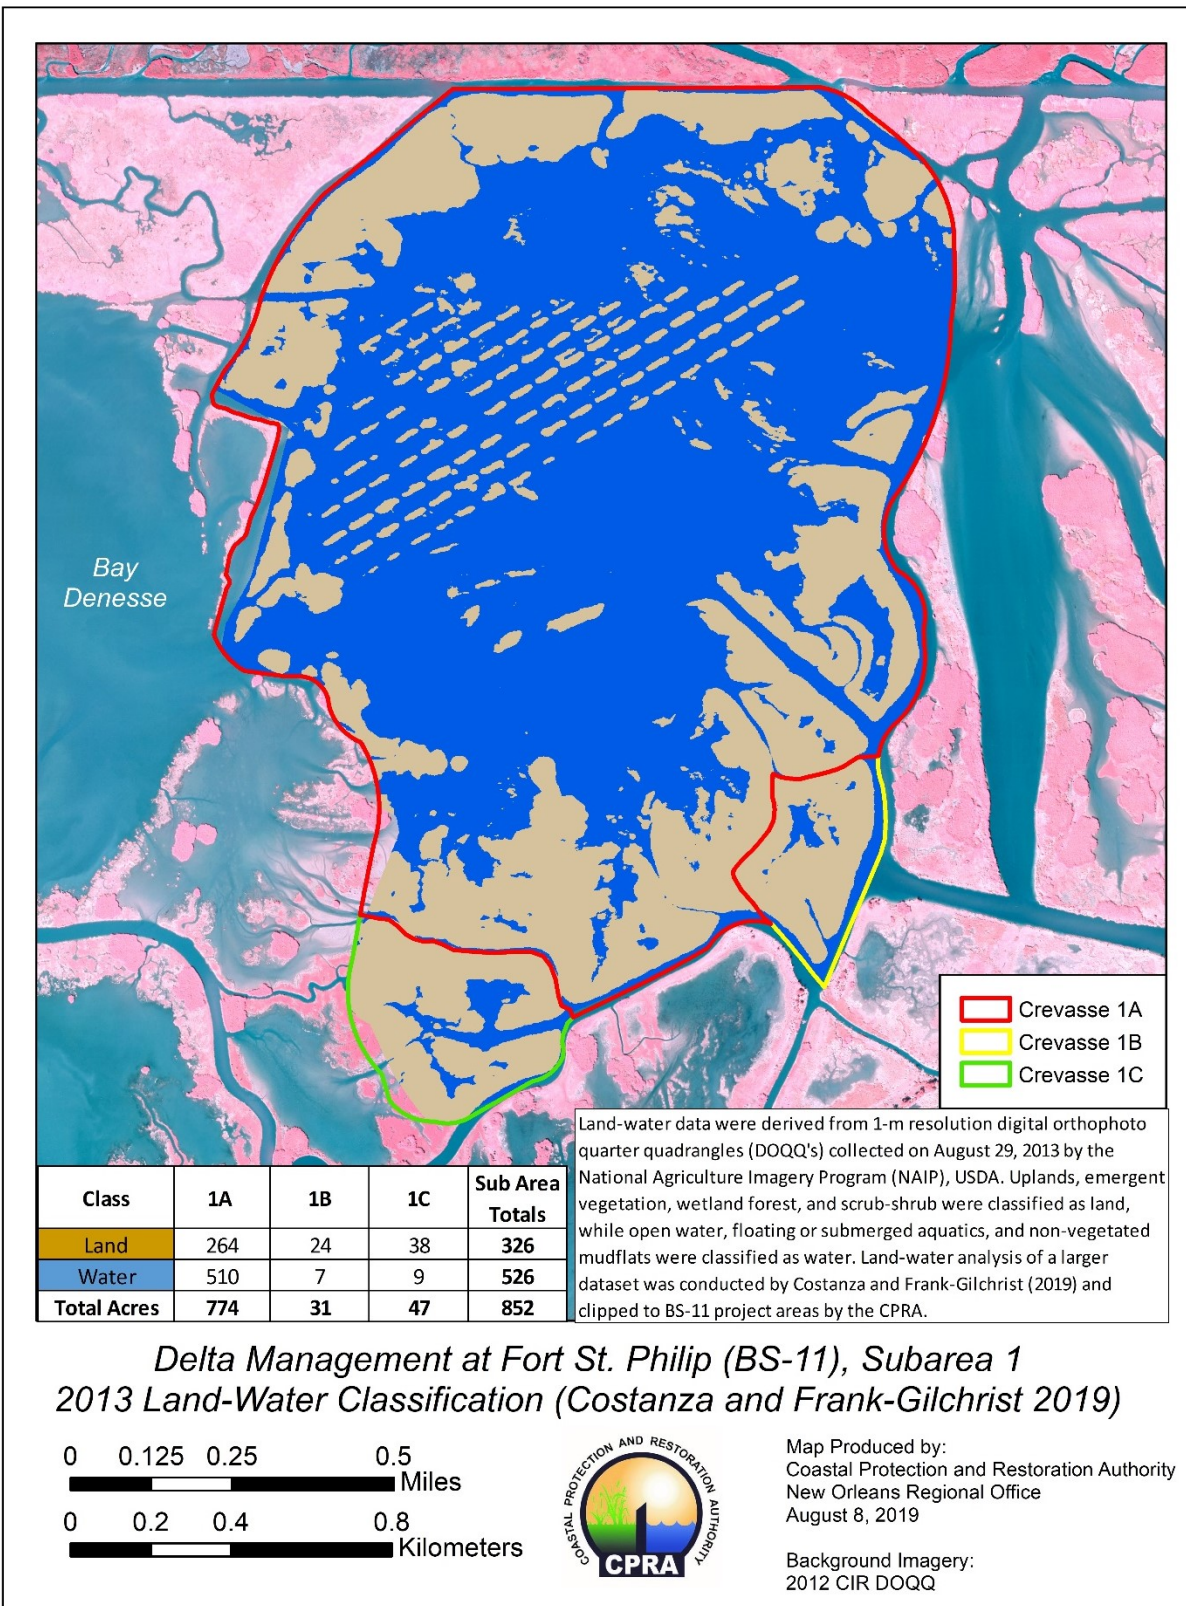 Bay
Denesse
Crevasse 1A
Crevasse 1B
Crevasse 1C
Land-water data were derived from 1-m resolution digital orthophoto
quarter quadrangles (DOQQ's) collected on August 29, 2013 by the
National Agriculture Imagery Program (NAIP), USDA. Uplands, emergent
vegetation, wetland forest, and scrub-shrub were classified as land,
while open water, floating or submerged aquatics, and non-vegetated
mudflats were classified as water. Land-water analysis of a larger
dataset was conducted by Costanza and Frank-Gilchrist (2019) and
clipped to BS-11 project areas by the CPRA.
Class 1A 1B 1C Sub Area Totals
Land 264 24 38 326
Water 510 7 9 526
Total Acres 774 31 47 852
Delta Management at Fort St. Philip (BS-11), Subarea 1
2013 Land-Water Classification (Costanza and Frank-Gilchrist 2019)
0 0.125 0.25 0.5
Miles
0 0.2 0.4 0.8
Kilometers
COASTAL PROTECTION AND RESTORATION AUTHORITY
CPRA
Map Produced by:
Coastal Protection and Restoration Authority
New Orleans Regional Office
August 8, 2019
Background Imagery:
2012 CIR DOQQ